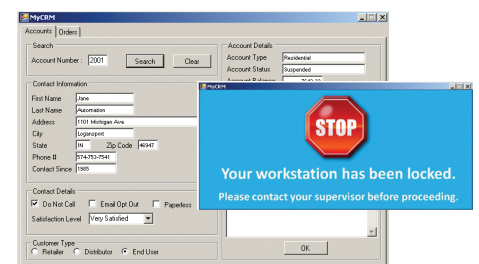 MyCRM
Accounts Orders
Search
Account Number: 2001 Search Clear
Account Details
Account Type Residential
Account Status Suspended
Account Balance
Contact Information
First Name Jane
Last Name Automation
Address 1101 Michigan Ave
City Logansport
State IN Zip Code 46947
Phone # 574-753-7541
Contact Since 1985
Contact Details
Do Not Call Email Opt Out Paperless
Satisfaction Level Very Satisfied
Customer Type
Retailer Distributor End User
OK
MyCRM
STOP
Your workstation has been locked.
Please contact your supervisor before proceeding.